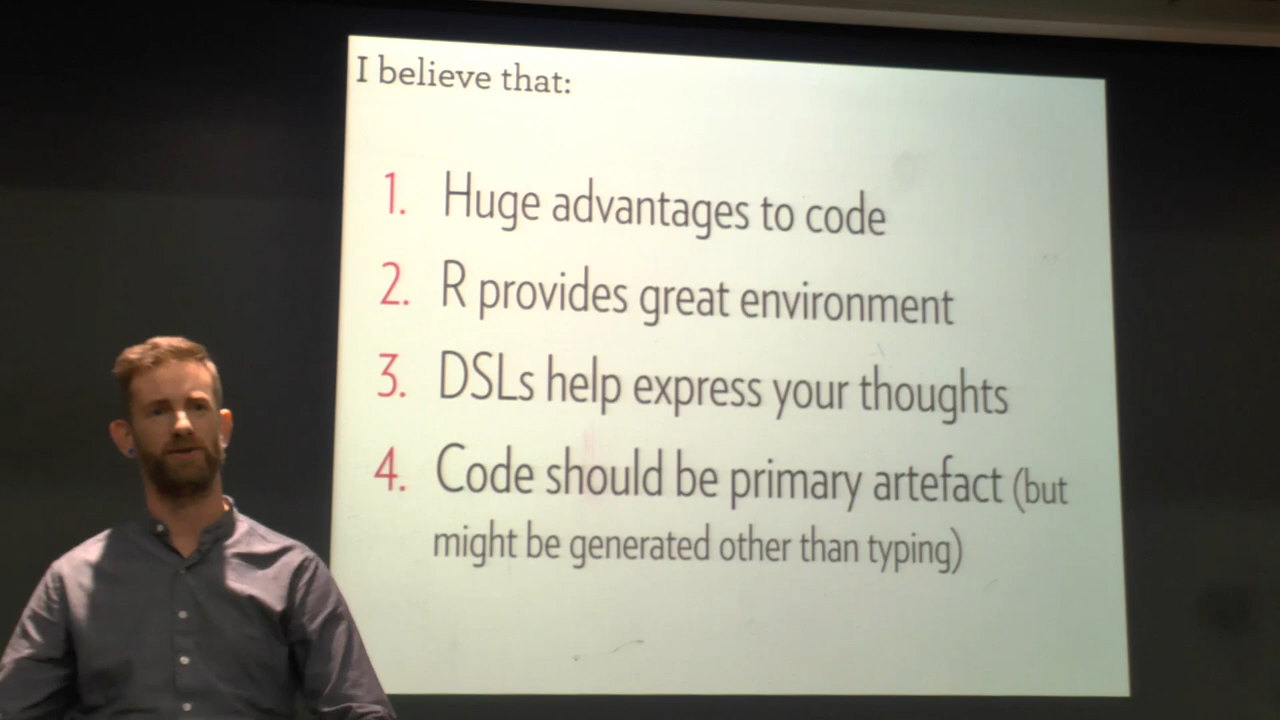 I believe that:
1. Huge advantages to code
2. R provides great environment
3. DSLs help express your thoughts
4. Code should be primary artefact (but
might be generated other than typing)